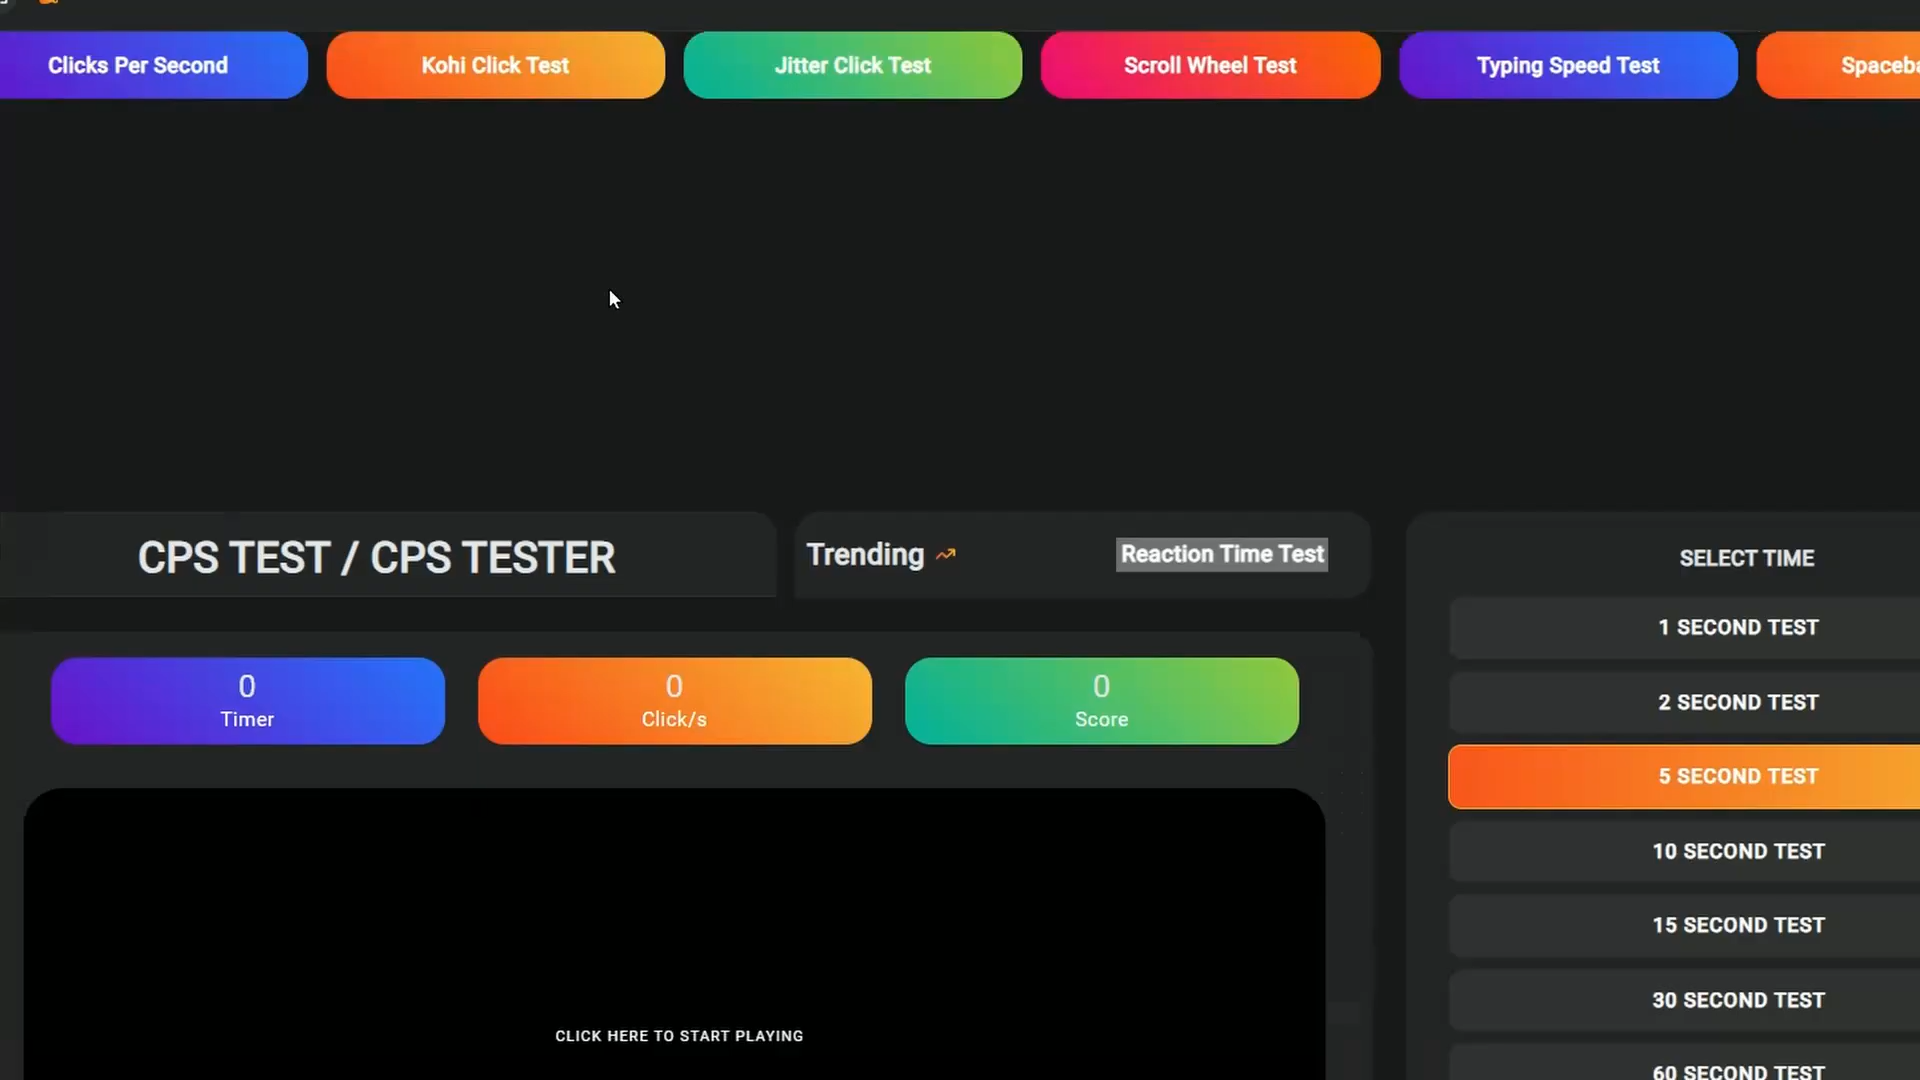 Clicks Per Second
Kohi Click Test
Jitter Click Test
Scroll Wheel Test
Typing Speed Test
CPS TEST / CPS TESTER
Trending
Reaction Time Test
0
Timer
0
Click/s
0
Score
CLICK HERE TO START PLAYING
SELECT TIME
1 SECOND TEST
2 SECOND TEST
5 SECOND TEST
10 SECOND TEST
15 SECOND TEST
30 SECOND TEST
60 SECOND TEST